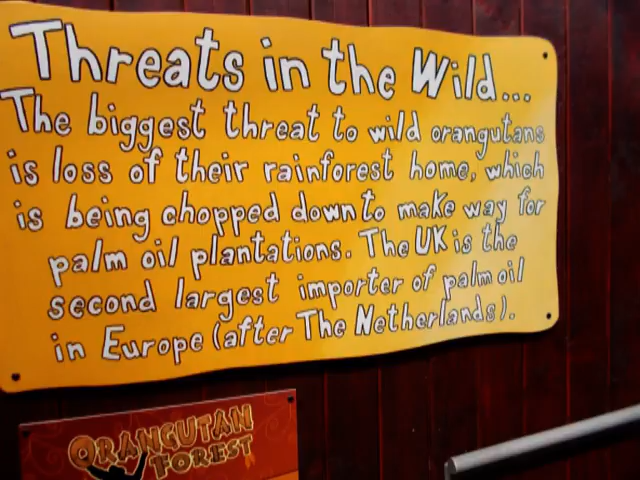 Threats in the Wild...
The biggest threat to wild orangutans
is loss of their rainforest home, which
is being chopped down to make way for
palm oil plantations. The UK is the
second largest importer of palm oil
in Europe (after The Netherlands).
ORANGUTAN
FOREST